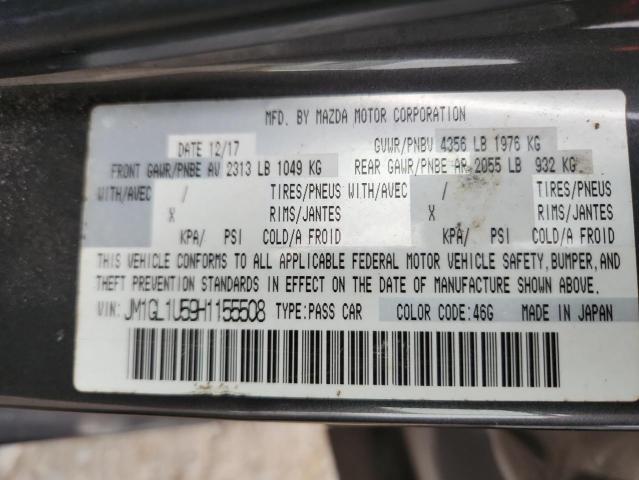 MFD. BY MAZDA MOTOR CORPORATION
DATE 12/17 GVWR/PNBV 4356 LB 1976 KG
FRONT GAWR/PNBE AV 2313 LB 1049 KG REAR GAWR/PNBE AR 2055 LB 932 KG
WITH/AVEC / TIRES/PNEUS WITH/AVEC / TIRES/PNEUS
X RIMS/JANTES X RIMS/JANTES
KPA/ PSI COLD/A FROID KPA/ PSI COLD/A FROID
THIS VEHICLE CONFORMS TO ALL APPLICABLE FEDERAL MOTOR VEHICLE SAFETY,BUMPER,AND
THEFT PREVENTION STANDARDS IN EFFECT ON THE DATE OF MANUFACTURE SHOWN ABOVE.
VIN: JM1GL1U59H1155508 TYPE:PASS CAR COLOR CODE:46G MADE IN JAPAN